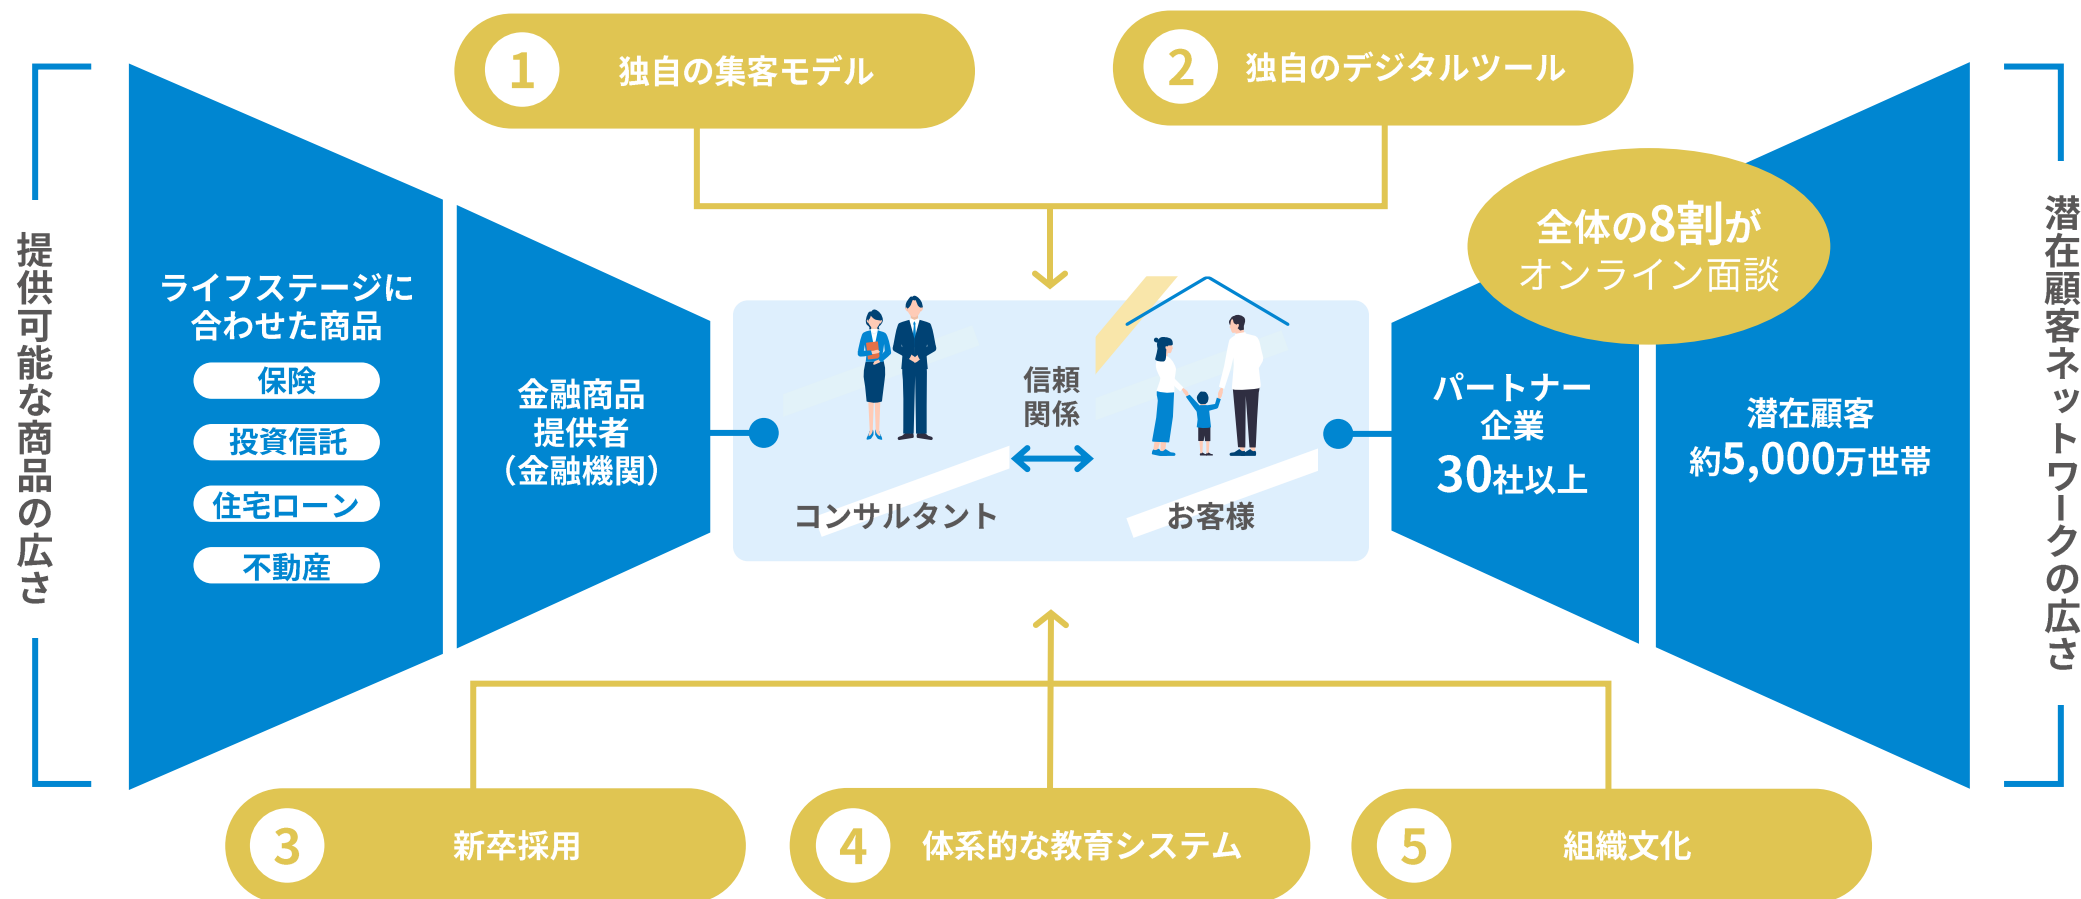 1 独自の集客モデル
2 独自のデジタルツール
提供可能な商品の広さ
ライフステージに
合わせた商品
保険
投資信託
住宅ローン
不動産
金融商品
提供者
（金融機関）
信頼
関係
コンサルタント
お客様
全体の8割が
オンライン面談
パートナー
企業
30社以上
潜在顧客
約5,000万世帯
潜在顧客ネットワークの広さ
3 新卒採用
4 体系的な教育システム
5 組織文化